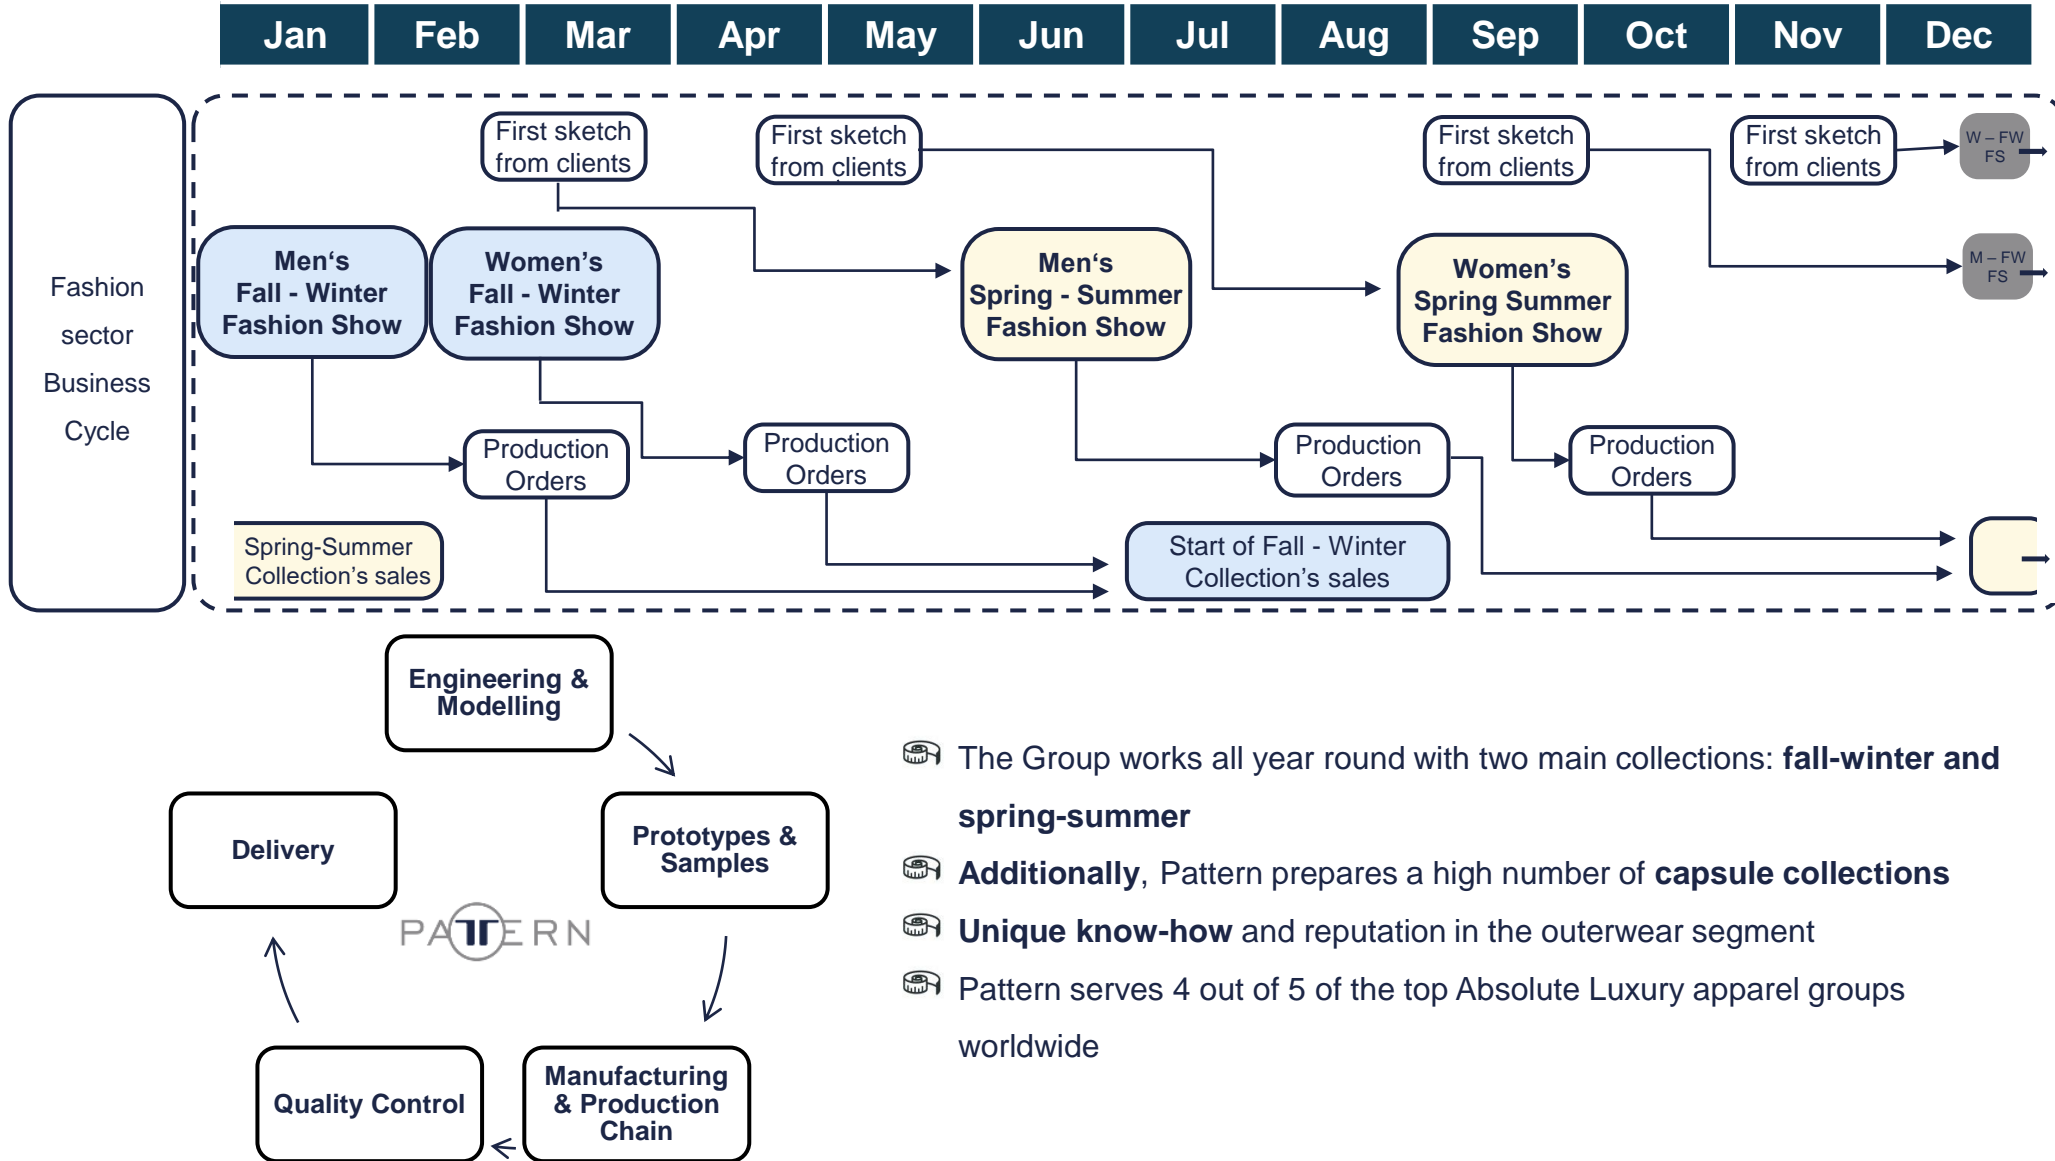 Jan Feb Mar Apr May Jun Jul Aug Sep Oct Nov Dec
Fashion
sector
Business
Cycle
First sketch
from clients
First sketch
from clients
First sketch
from clients
First sketch
from clients
W – FW
FS
M – FW
FS
Men‘s
Fall - Winter
Fashion Show
Women’s
Fall - Winter
Fashion Show
Men‘s
Spring - Summer
Fashion Show
Women’s
Spring Summer
Fashion Show
Production
Orders
Production
Orders
Production
Orders
Production
Orders
Spring-Summer
Collection’s sales
Start of Fall - Winter
Collection’s sales
Engineering &
Modelling
Prototypes &
Samples
Manufacturing
& Production
Chain
Quality Control
Delivery
PATTERN
The Group works all year round with two main collections: fall-winter and
spring-summer
Additionally, Pattern prepares a high number of capsule collections
Unique know-how and reputation in the outerwear segment
Pattern serves 4 out of 5 of the top Absolute Luxury apparel groups
worldwide